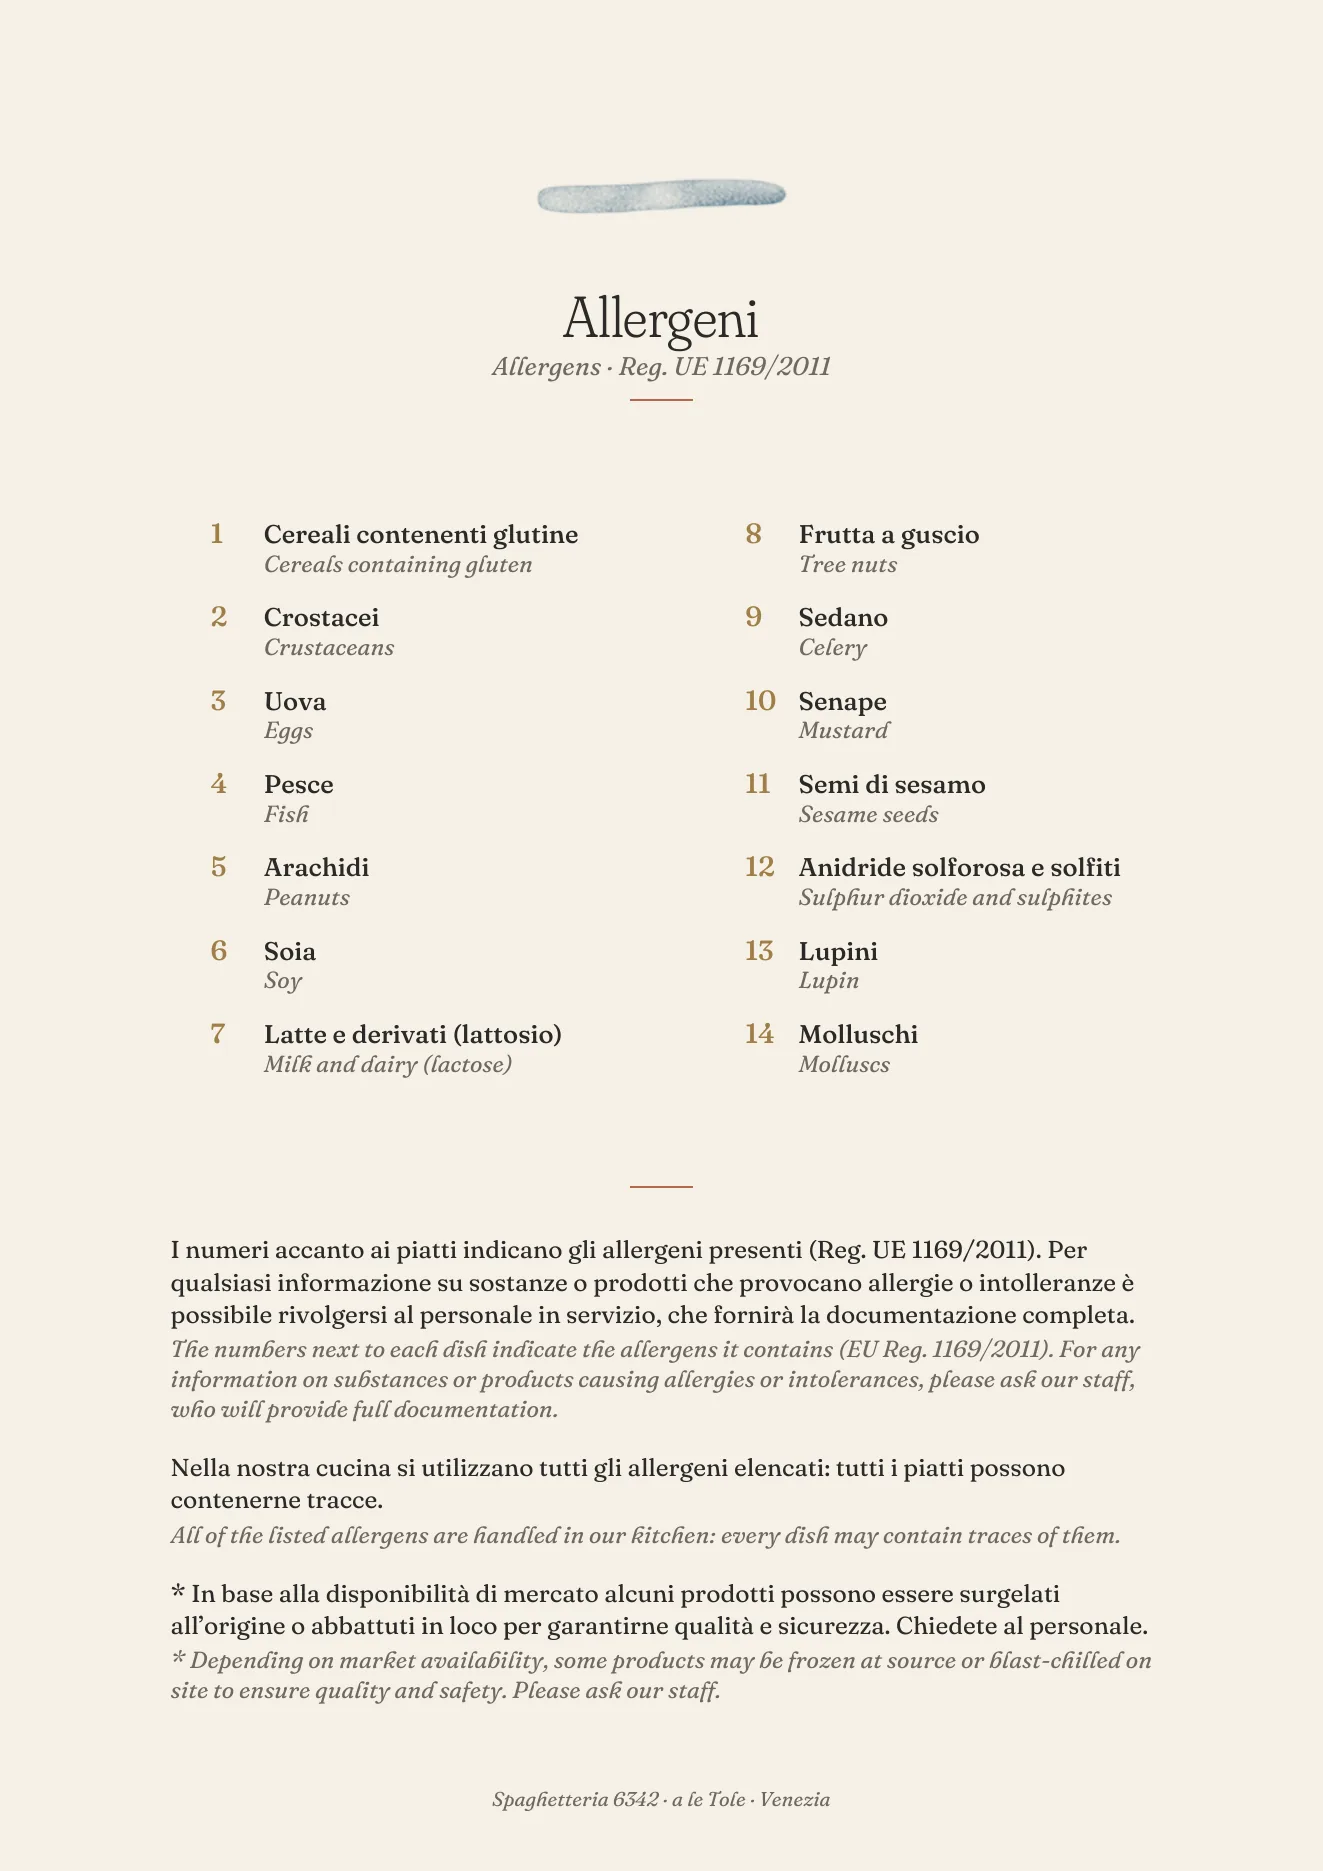 Allergeni
Allergens · Reg. UE 1169/2011
1 Cereali contenenti glutine
Cereals containing gluten
2 Crostacei
Crustaceans
3 Uova
Eggs
4 Pesce
Fish
5 Arachidi
Peanuts
6 Soia
Soy
7 Latte e derivati (lattosio)
Milk and dairy (lactose)
8 Frutta a guscio
Tree nuts
9 Sedano
Celery
10 Senape
Mustard
11 Semi di sesamo
Sesame seeds
12 Anidride solforosa e solfiti
Sulphur dioxide and sulphites
13 Lupini
Lupin
14 Molluschi
Molluscs
I numeri accanto ai piatti indicano gli allergeni presenti (Reg. UE 1169/2011). Per
qualsiasi informazione su sostanze o prodotti che provocano allergie o intolleranze è
possibile rivolgersi al personale in servizio, che fornirà la documentazione completa.
The numbers next to each dish indicate the allergens it contains (EU Reg. 1169/2011). For any
information on substances or products causing allergies or intolerances, please ask our staff,
who will provide full documentation.
Nella nostra cucina si utilizzano tutti gli allergeni elencati: tutti i piatti possono
contenerne tracce.
All of the listed allergens are handled in our kitchen: every dish may contain traces of them.
* In base alla disponibilità di mercato alcuni prodotti possono essere surgelati
all’origine o abbattuti in loco per garantirne qualità e sicurezza. Chiedete al personale.
* Depending on market availability, some products may be frozen at source or blast-chilled on
site to ensure quality and safety. Please ask our staff.
Spaghetteria 6342 · a le Tole · Venezia